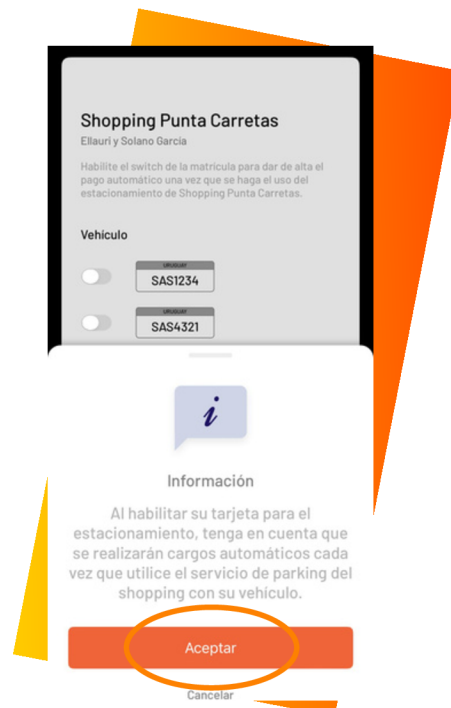 Shopping Punta Carretas
Ellauri y Solano García
Habilite el switch de la matrícula para dar de alta el
pago automático una vez que se haga el uso del
estacionamiento de Shopping Punta Carretas.
Vehículo
URUGUAY
SAS1234
URUGUAY
SAS4321
i
Información
Al habilitar su tarjeta para el
estacionamiento, tenga en cuenta que
se realizarán cargos automáticos cada
vez que utilice el servicio de parking del
shopping con su vehículo.
Aceptar
Cancelar